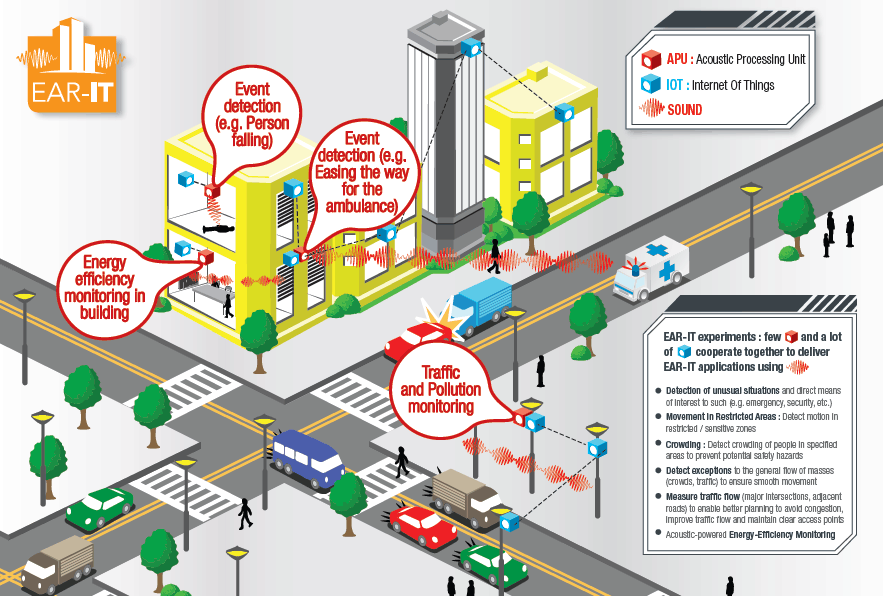 EAR-IT
Event
detection
(e.g. Person
falling)
Event
detection (e.g.
Easing the way
for the
ambulance)
Energy
efficiency
monitoring in
building
Traffic
and Pollution
monitoring
APU : Acoustic Processing Unit
IOT : Internet Of Things
SOUND
EAR-IT experiments : few and a lot
of cooperate together to deliver
EAR-IT applications using
● Detection of unusual situations and direct means
of interest to such (e.g. emergency, security, etc.)
● Movement in Restricted Areas : Detect motion in
restricted / sensitive zones
● Crowding : Detect crowding of people in specified
areas to prevent potential safety hazards
● Detect exceptions to the general flow of masses
(crowds, traffic) to ensure smooth movement
● Measure traffic flow (major intersections, adjacent
roads) to enable better planning to avoid congestion,
improve traffic flow and maintain clear access points
● Acoustic-powered Energy-Efficiency Monitoring